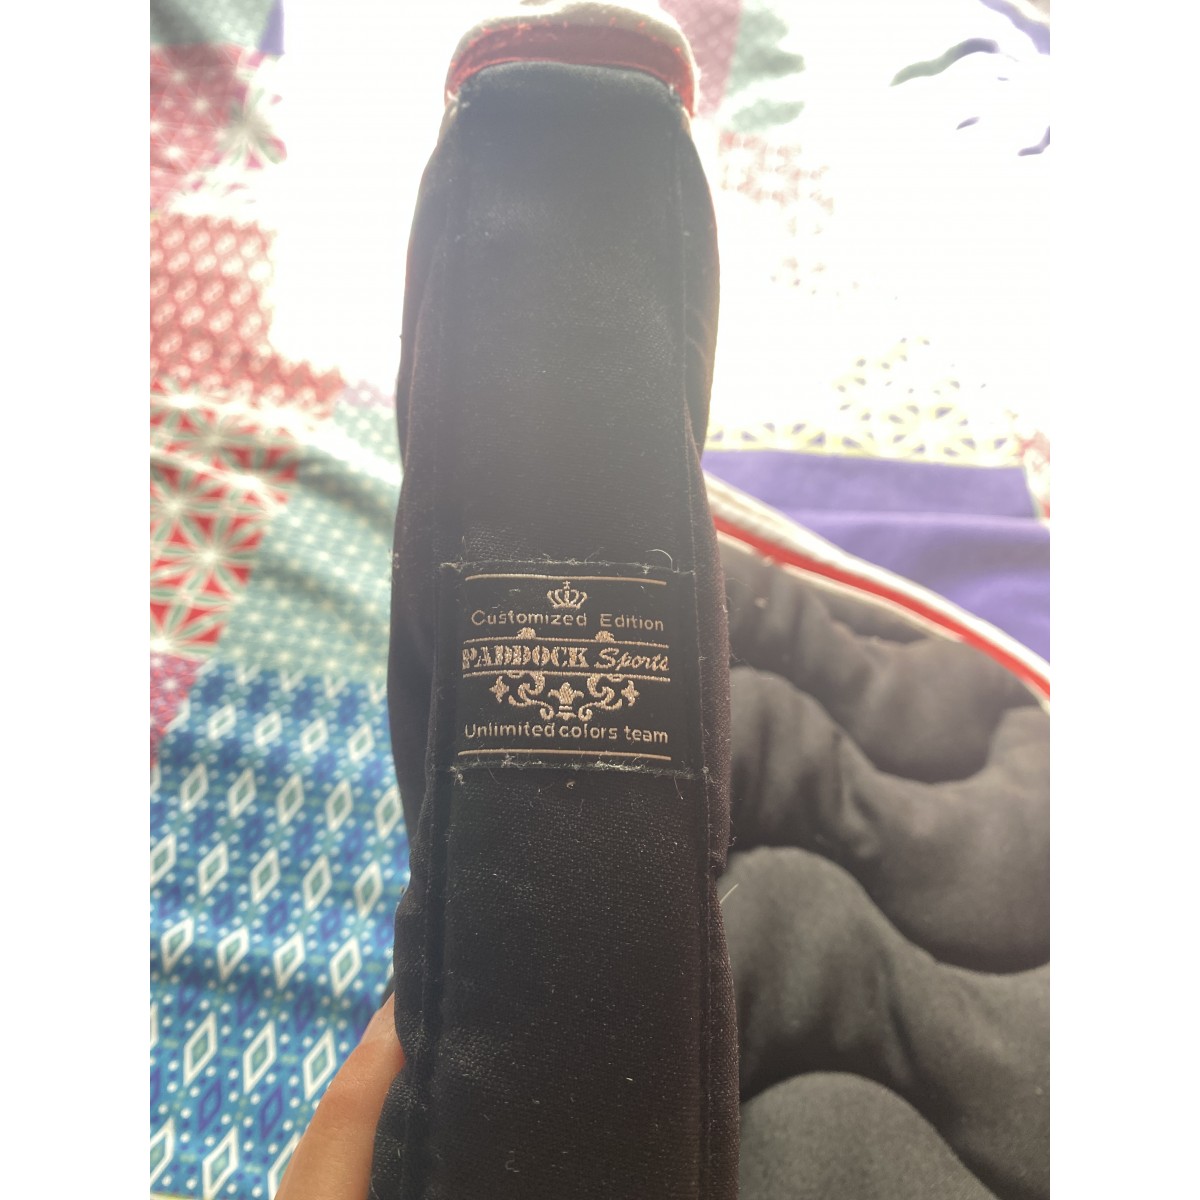 Customized Edition
PADDOCK Sports
Unlimited colors team